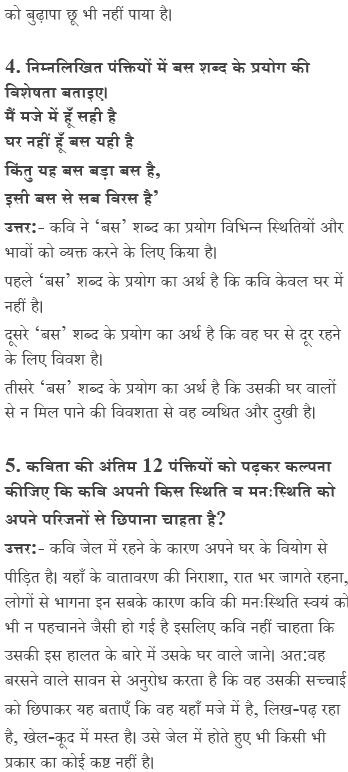 को बुढ़ापा छू भी नहीं पाया है।
4. निम्नलिखित पंक्तियों में बस शब्द के प्रयोग की
विशेषता बताइए।
मैं मजे में हूँ सही है
घर नहीं हूँ बस यही है
किंतु यह बस बड़ा बस है,
इसी बस से सब विरस है’
उत्तर:- कवि ने ‘बस’ शब्द का प्रयोग विभिन्न स्थितियों और
भावों को व्यक्त करने के लिए किया है।
पहले ‘बस’ शब्द के प्रयोग का अर्थ है कि कवि केवल घर में
नहीं है।
दूसरे ‘बस’ शब्द के प्रयोग का अर्थ है कि वह घर से दूर रहने
के लिए विवश है।
तीसरे ‘बस’ शब्द के प्रयोग का अर्थ है कि उसकी घर वालों
से न मिल पाने की विवशता से वह व्यथित और दुखी है।
5. कविता की अंतिम 12 पंक्तियों को पढ़कर कल्पना
कीजिए कि कवि अपनी किस स्थिति व मनःस्थिति को
अपने परिजनों से छिपाना चाहता है?
उत्तर:- कवि जेल में रहने के कारण अपने घर के वियोग से
पीड़ित है। यहाँ के वातावरण की निराशा, रात भर जागते रहना,
लोगों से भागना इन सबके कारण कवि की मनःस्थिति स्वयं को
भी न पहचानने जैसी हो गई है इसलिए कवि नहीं चाहता कि
उसकी इस हालत के बारे में उसके घर वाले जाने। अत:वह
बरसने वाले सावन से अनुरोध करता है कि वह उसकी सच्चाई
को छिपाकर यह बताएँ कि वह यहाँ मजे में है, लिख-पढ़ रहा
है, खेल-कूद में मस्त है। उसे जेल में होते हुए भी किसी भी
प्रकार का कोई कष्ट नहीं है।